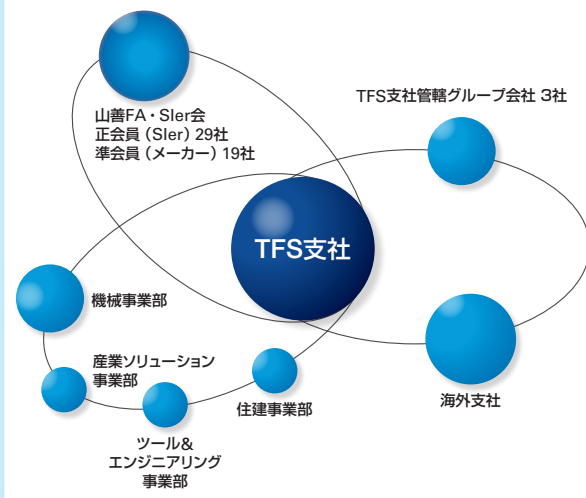 山善FA・SIer会
正会員（SIer）29社
準会員（メーカー）19社
TFS支社管轄グループ会社 3社
TFS支社
機械事業部
産業ソリューション
事業部
住建事業部
海外支社
ツール&
エンジニアリング
事業部